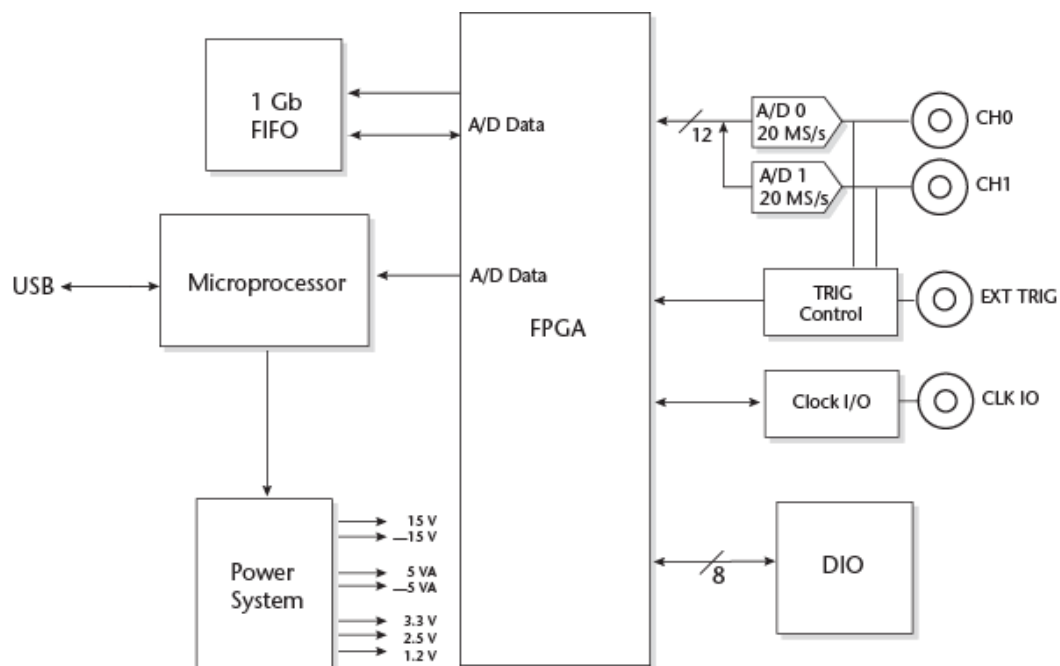 1 Gb
FIFO
A/D Data
12
A/D 0
20 MS/s
CH0
A/D 1
20 MS/s
CH1
USB
Microprocessor
A/D Data
FPGA
TRIG
Control
EXT TRIG
Clock I/O
CLK IO
Power
System
15 V
—15 V
5 VA
—5 VA
3.3 V
2.5 V
1.2 V
8
DIO